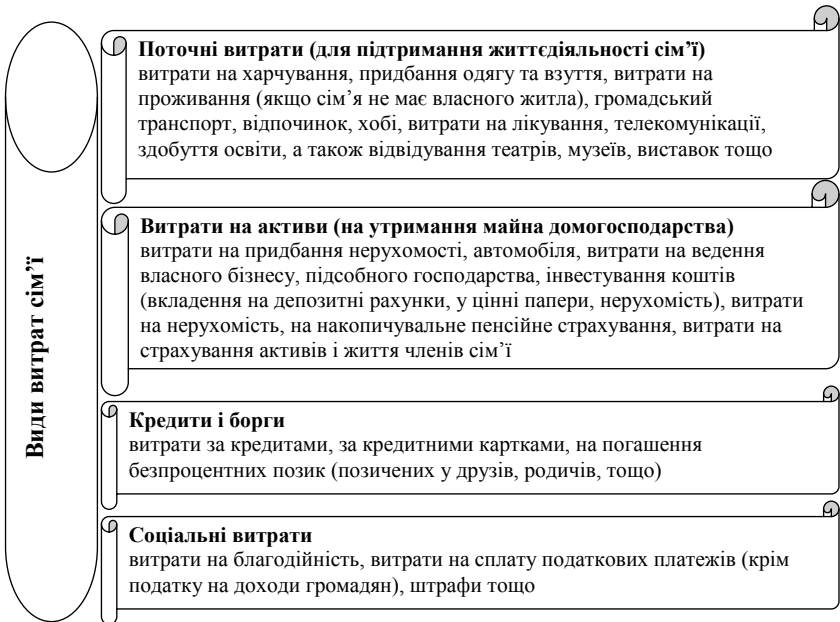 Види витрат сім’ї
Поточні витрати (для підтримання життєдіяльності сім’ї)
витрати на харчування, придбання одягу та взуття, витрати на
проживання (якщо сім’я не має власного житла), громадський
транспорт, відпочинок, хобі, витрати на лікування, телекомунікації,
здобуття освіти, а також відвідування театрів, музеїв, виставок тощо
Витрати на активи (на утримання майна домогосподарства)
витрати на придбання нерухомості, автомобіля, витрати на ведення
власного бізнесу, підсобного господарства, інвестування коштів
(вкладення на депозитні рахунки, у цінні папери, нерухомість), витрати
на нерухомість, на накопичувальне пенсійне страхування, витрати на
страхування активів і життя членів сім’ї
Кредити і борги
витрати за кредитами, за кредитними картками, на погашення
безпроцентних позик (позичених у друзів, родичів, тощо)
Соціальні витрати
витрати на благодійність, витрати на сплату податкових платежів (крім
податку на доходи громадян), штрафи тощо